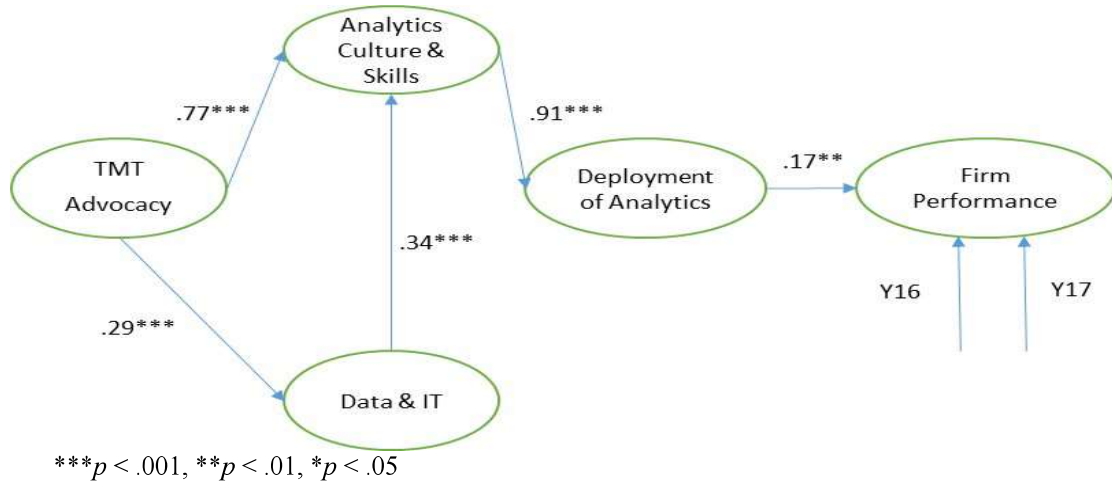 Analytics
Culture &
Skills
.77***
.91***
TMT
Advocacy
Deployment
of Analytics
.17**
Firm
Performance
.34***
.29***
Y16
Y17
Data & IT
***p < .001, **p < .01, *p < .05